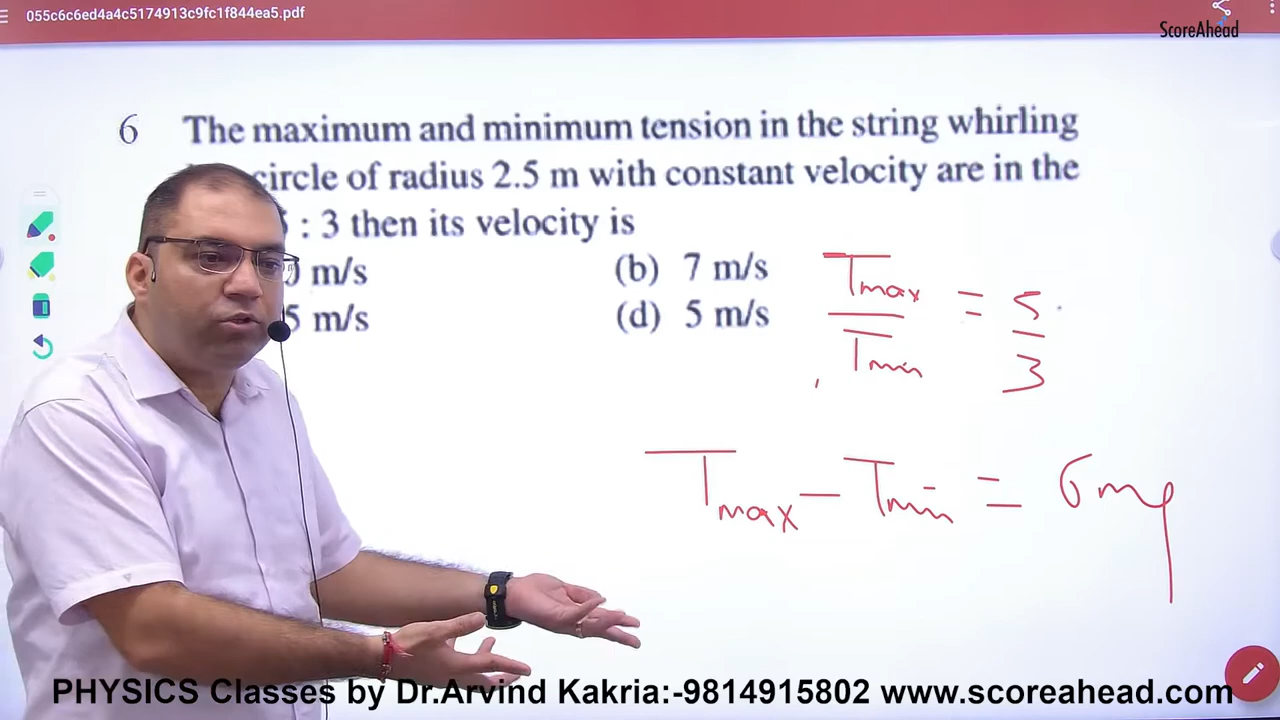 055c6c6ed4a4c5174913c9fc1f844ea5.pdf
ScoreAhead
6 The maximum and minimum tension in the string whirling
circle of radius 2.5 m with constant velocity are in the
: 3 then its velocity is
m/s (b) 7 m/s
5 m/s (d) 5 m/s
Tmax / Tmin = 5 / 3
Tmax - Tmin = 6mg
PHYSICS Classes by Dr.Arvind Kakria:-9814915802 www.scoreahead.com